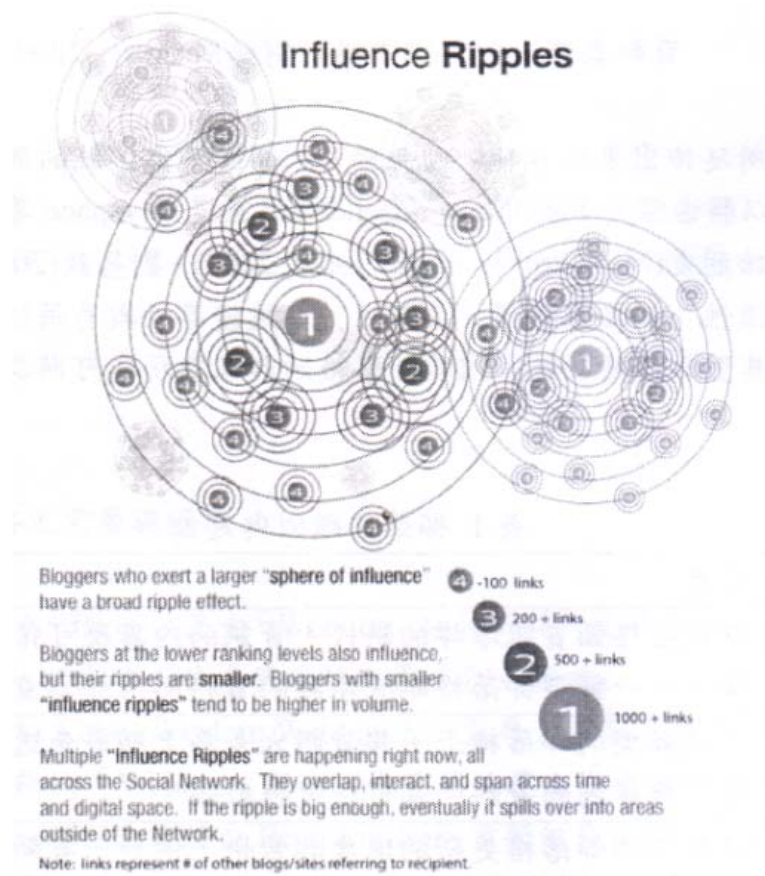 Influence Ripples
Bloggers who exert a larger "sphere of influence"
have a broad ripple effect.
Bloggers at the lower ranking levels also influence,
but their ripples are smaller. Bloggers with smaller
"influence ripples" tend to be higher in volume.
Multiple "Influence Ripples" are happening right now, all
across the Social Network. They overlap, interact, and span across time
and digital space. If the ripple is big enough, eventually it spills over into areas
outside of the Network.
Note: links represent # of other blogs/sites referring to recipient.
4 -100 links
3 200 + links
2 500 + links
1 1000 + links